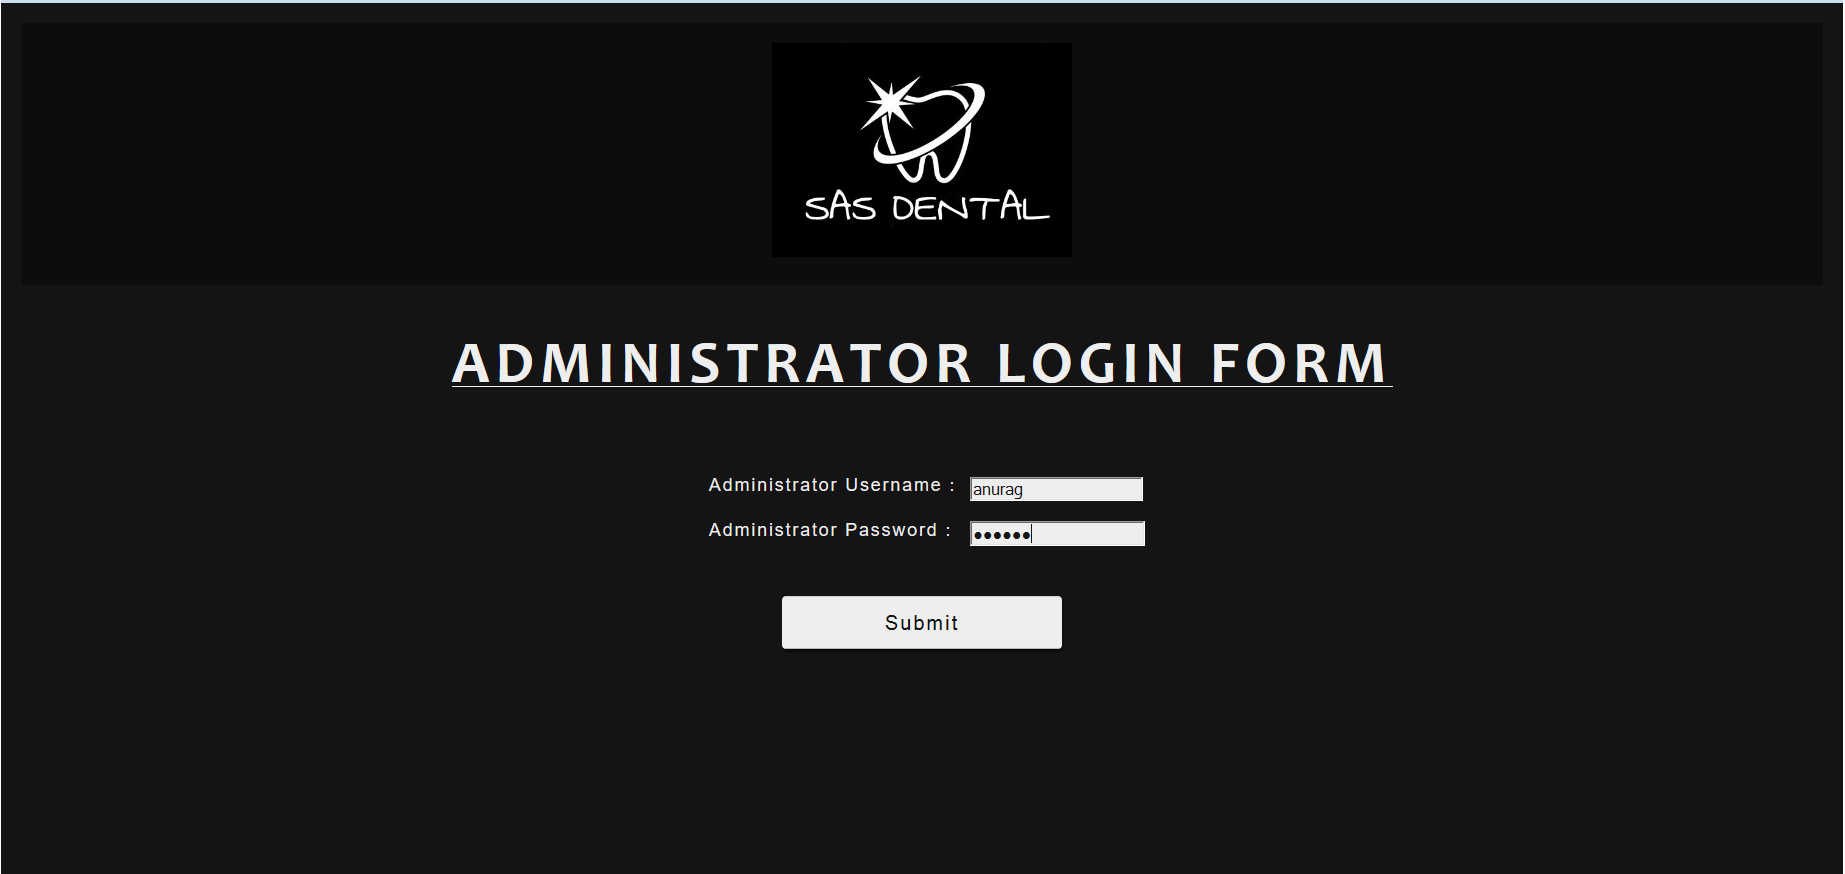 SAS DENTAL
ADMINISTRATOR LOGIN FORM
Administrator Username : anurag
Administrator Password : ••••••
Submit